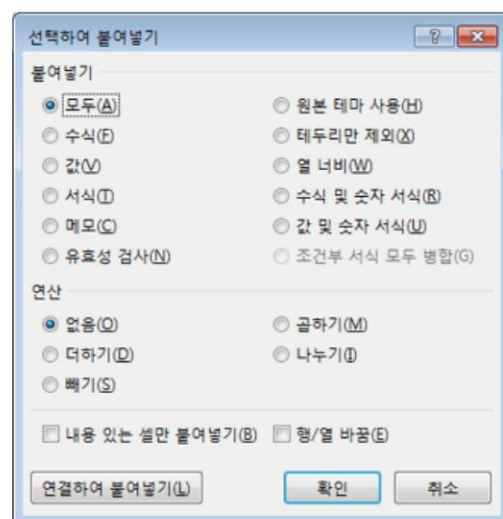 선택하여 붙여넣기
붙여넣기
모두(A) 원본 테마 사용(H)
수식(F) 테두리만 제외(X)
값(V) 열 너비(W)
서식(T) 수식 및 숫자 서식(R)
메모(C) 값 및 숫자 서식(U)
유효성 검사(N) 조건부 서식 모두 병합(G)
연산
없음(O) 곱하기(M)
더하기(D) 나누기(I)
빼기(S)
내용 있는 셀만 붙여넣기(B) 행/열 바꿈(E)
연결하여 붙여넣기(L) 확인 취소